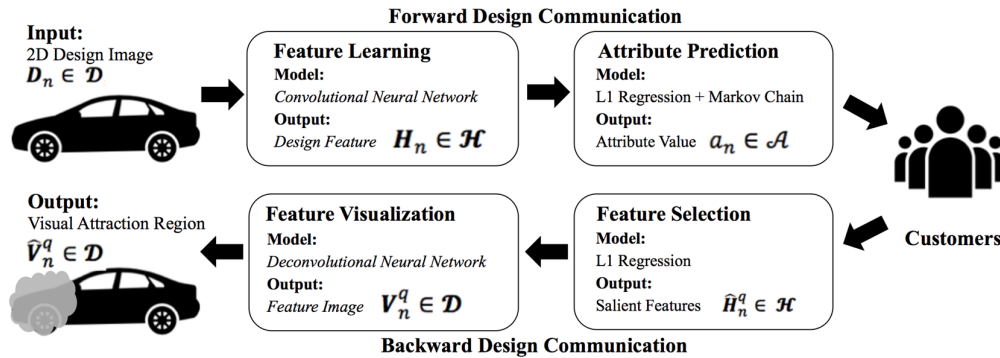 Forward Design Communication
Input:
2D Design Image
Dₙ ∈ 𝓓
Feature Learning
Model:
Convolutional Neural Network
Output:
Design Feature Hₙ ∈ 𝓗
Attribute Prediction
Model:
L1 Regression + Markov Chain
Output:
Attribute Value aₙ ∈ 𝒜
Customers
Feature Selection
Model:
L1 Regression
Output:
Salient Features Ĥₙ^q ∈ 𝓗
Feature Visualization
Model:
Deconvolutional Neural Network
Output:
Feature Image Vₙ^q ∈ 𝓓
Output:
Visual Attraction Region
V̂ₙ^q ∈ 𝓓
Backward Design Communication